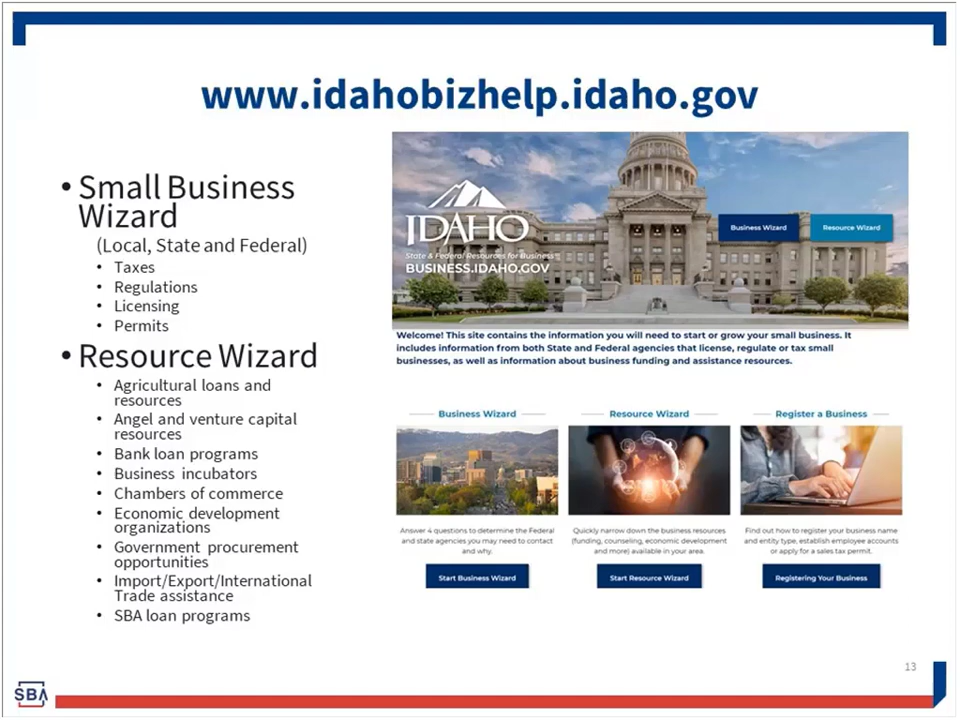 www.idahobizhelp.idaho.gov
• Small Business
Wizard
(Local, State and Federal)
• Taxes
• Regulations
• Licensing
• Permits
• Resource Wizard
• Agricultural loans and
resources
• Angel and venture capital
resources
• Bank loan programs
• Business incubators
• Chambers of commerce
• Economic development
organizations
• Government procurement
opportunities
• Import/Export/International
Trade assistance
• SBA loan programs
IDAHO
State & Federal Resources for Business
BUSINESS.IDAHO.GOV
Business Wizard
Resource Wizard
Welcome! This site contains the information you will need to start or grow your small business. It
includes information from both State and Federal agencies that license, regulate or tax small
businesses, as well as information about business funding and assistance resources.
Business Wizard
Answer 4 questions to determine the Federal
and state agencies you may need to contact
and why.
Start Business Wizard
Resource Wizard
Quickly narrow down the business resources
(funding, counseling, economic development
and more) available in your area.
Start Resource Wizard
Register a Business
Find out how to register your business name
and entity type, establish employee accounts
or apply for a sales tax permit.
Registering Your Business
13
SBA